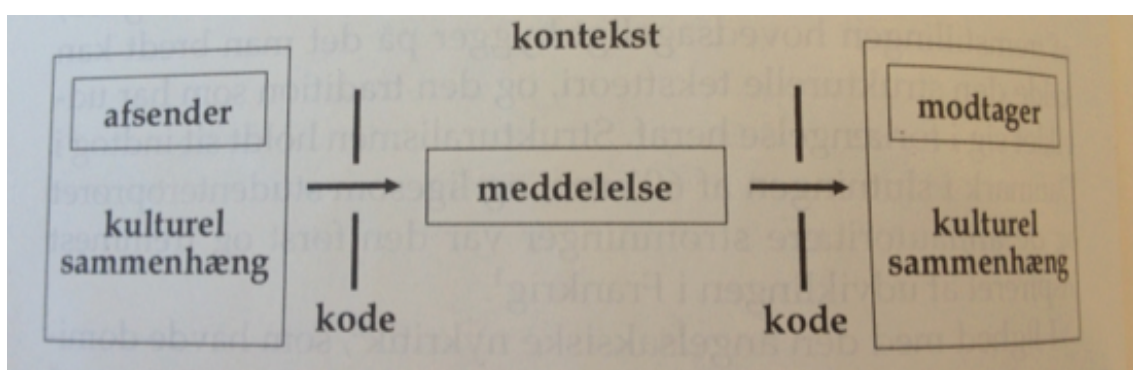 kontekst
afsender
modtager
meddelelse
kulturel
sammenhæng
kulturel
sammenhæng
kode
kode